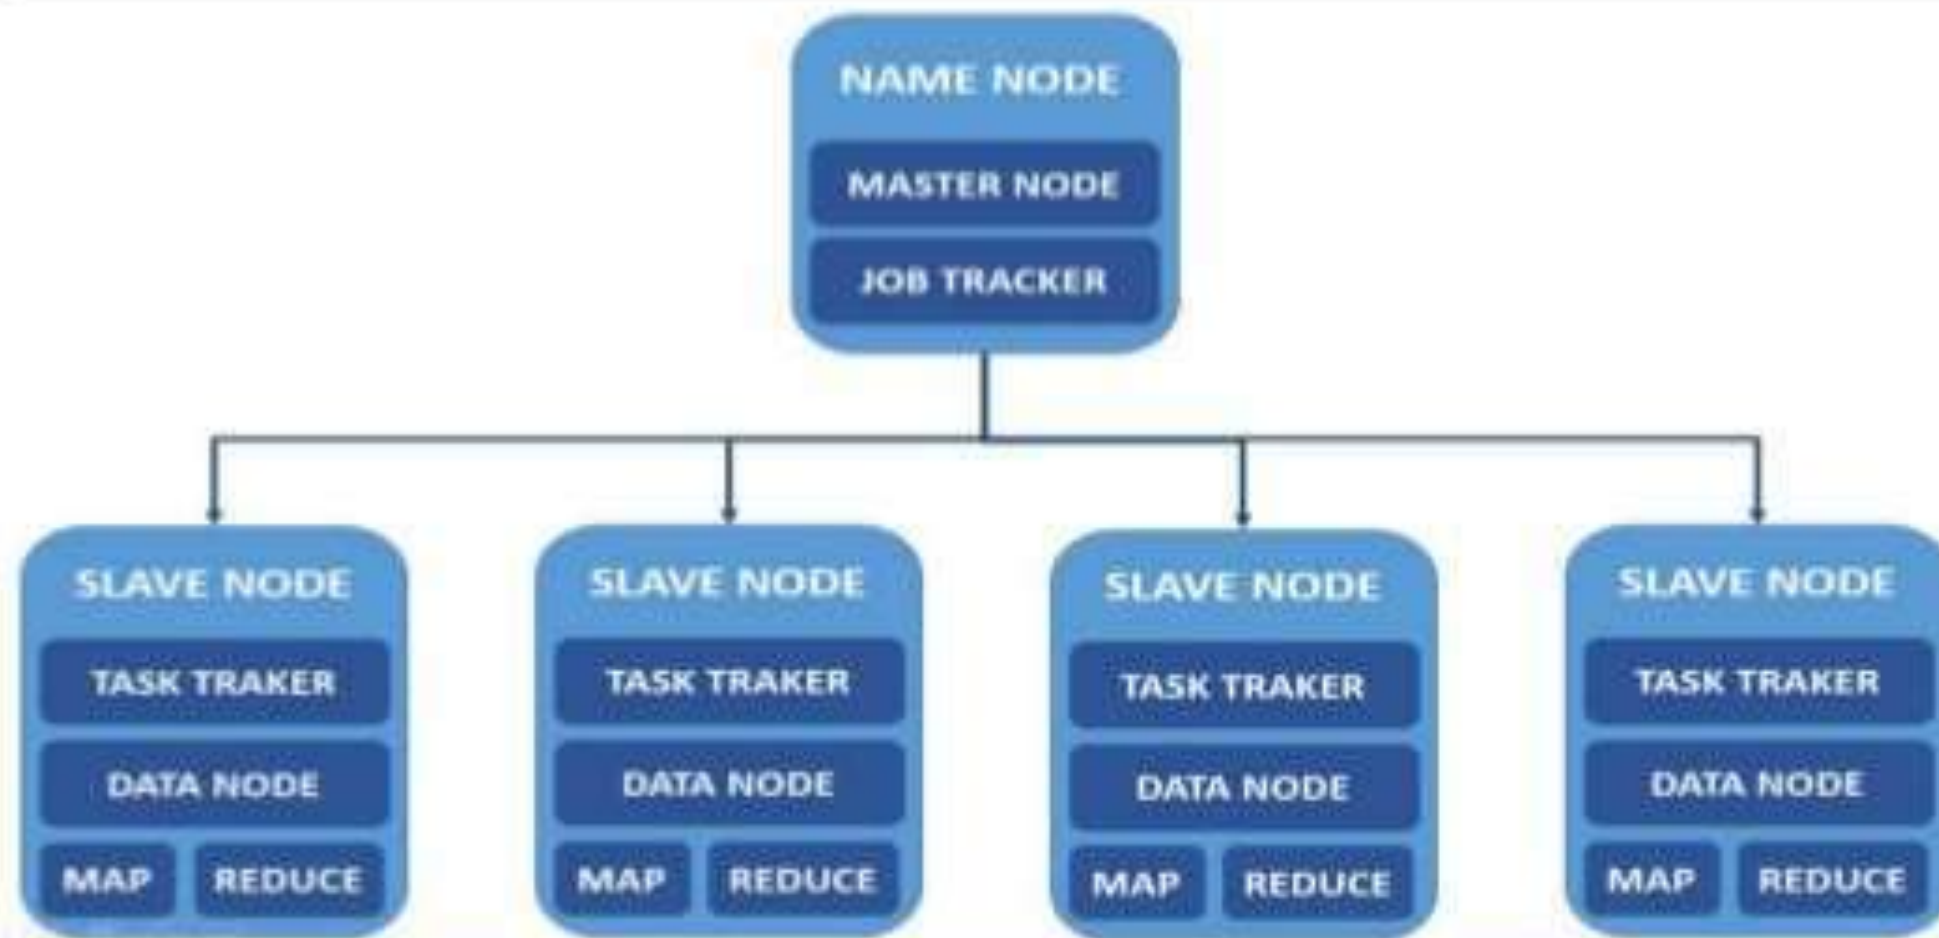 NAME NODE
MASTER NODE
JOB TRACKER
SLAVE NODE
TASK TRAKER
DATA NODE
MAP REDUCE
SLAVE NODE
TASK TRAKER
DATA NODE
MAP REDUCE
SLAVE NODE
TASK TRAKER
DATA NODE
MAP REDUCE
SLAVE NODE
TASK TRAKER
DATA NODE
MAP REDUCE